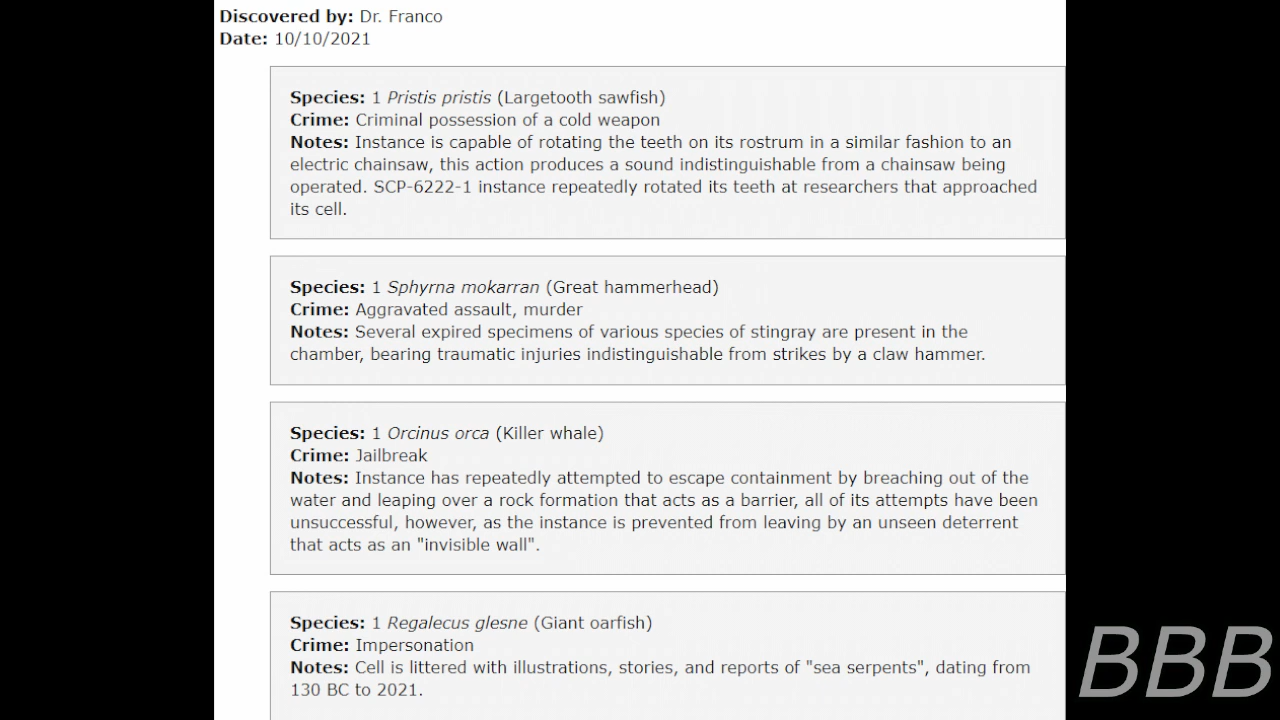 Discovered by: Dr. Franco
Date: 10/10/2021
Species: 1 Pristis pristis (Largetooth sawfish)
Crime: Criminal possession of a cold weapon
Notes: Instance is capable of rotating the teeth on its rostrum in a similar fashion to an
electric chainsaw, this action produces a sound indistinguishable from a chainsaw being
operated. SCP-6222-1 instance repeatedly rotated its teeth at researchers that approached
its cell.
Species: 1 Sphyrna mokarran (Great hammerhead)
Crime: Aggravated assault, murder
Notes: Several expired specimens of various species of stingray are present in the
chamber, bearing traumatic injuries indistinguishable from strikes by a claw hammer.
Species: 1 Orcinus orca (Killer whale)
Crime: Jailbreak
Notes: Instance has repeatedly attempted to escape containment by breaching out of the
water and leaping over a rock formation that acts as a barrier, all of its attempts have been
unsuccessful, however, as the instance is prevented from leaving by an unseen deterrent
that acts as an "invisible wall".
Species: 1 Regalecus glesne (Giant oarfish)
Crime: Impersonation
Notes: Cell is littered with illustrations, stories, and reports of "sea serpents", dating from
130 BC to 2021.
BBB